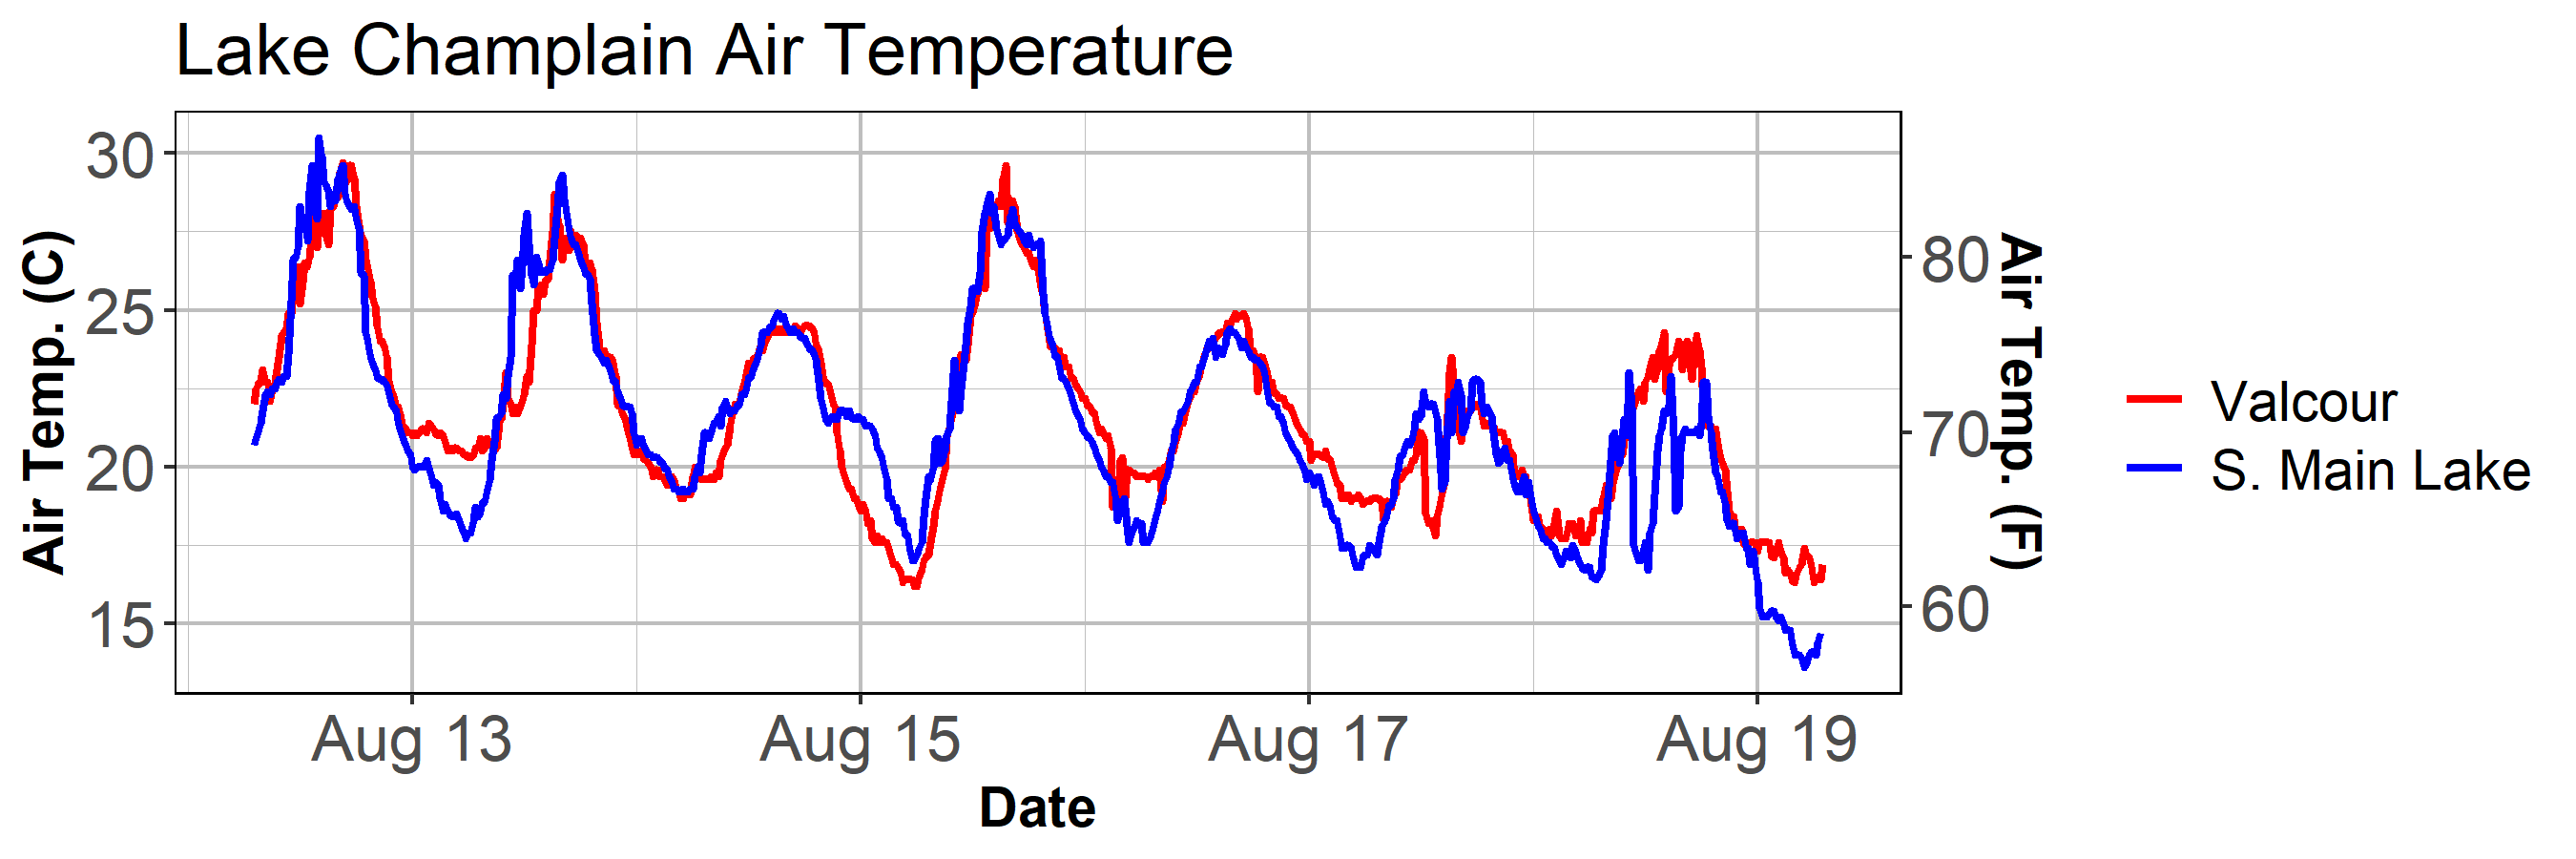 Lake Champlain Air Temperature
Air Temp. (C)
30
25
20
15
80
70
60
Air Temp. (F)
Aug 13
Aug 15
Aug 17
Aug 19
Date
Valcour
S. Main Lake